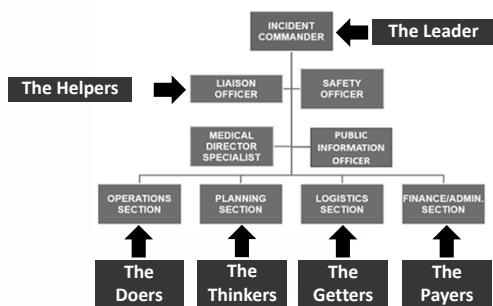 INCIDENT
COMMANDER
The Leader
The Helpers
LIAISON
OFFICER
SAFETY
OFFICER
MEDICAL
DIRECTOR
SPECIALIST
PUBLIC
INFORMATION
OFFICER
OPERATIONS
SECTION
PLANNING
SECTION
LOGISTICS
SECTION
FINANCE/ADMIN.
SECTION
The
Doers
The
Thinkers
The
Getters
The
Payers